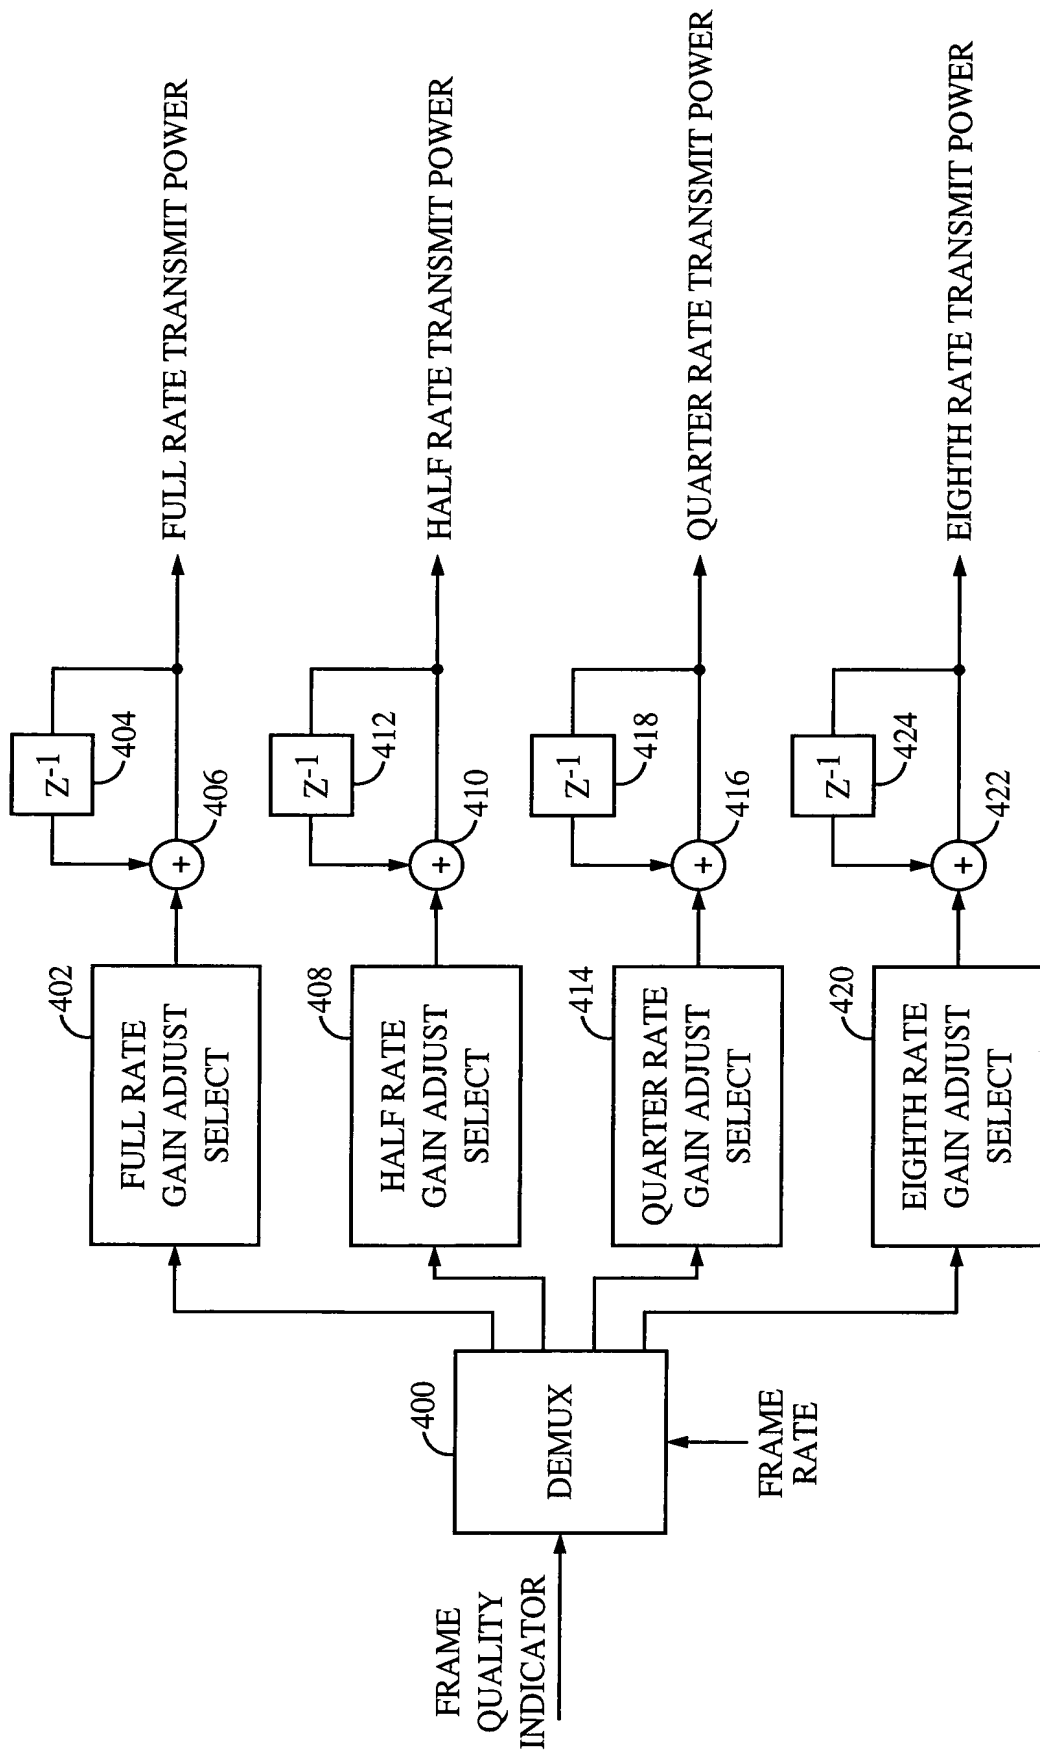 FRAME
QUALITY
INDICATOR
400
DEMUX
FRAME
RATE
402
FULL RATE
GAIN ADJUST
SELECT
Z-1
404
+
406
FULL RATE TRANSMIT POWER
408
HALF RATE
GAIN ADJUST
SELECT
Z-1
412
+
410
HALF RATE TRANSMIT POWER
414
QUARTER RATE
GAIN ADJUST
SELECT
Z-1
418
+
416
QUARTER RATE TRANSMIT POWER
420
EIGHTH RATE
GAIN ADJUST
SELECT
Z-1
424
+
422
EIGHTH RATE TRANSMIT POWER